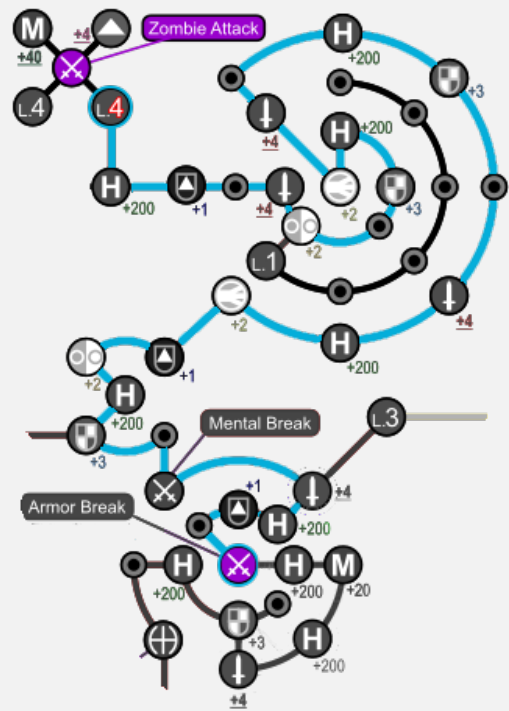 M
+4
Zombie Attack
+40
L.4
L.4
H
+200
+3
+4
H
+200
H
+200
+1
+4
+2
+3
+2
L.1
+2
+4
H
+200
+2
+1
H
+200
+3
L.3
Mental Break
+4
+1
Armor Break
H
+200
H
+200
H
+200
M
+20
+3
H
+200
+4